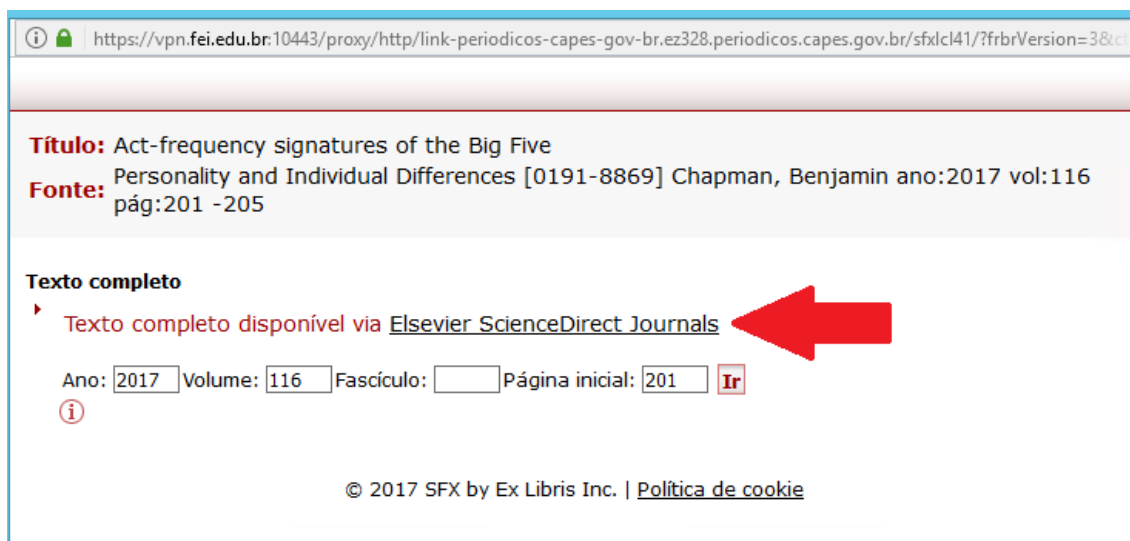 https://vpn.fei.edu.br:10443/proxy/http/link-periodicos-capes-gov-br.ez328.periodicos.capes.gov.br/sfxlcl41/?frbrVersion=3&ct
Título: Act-frequency signatures of the Big Five
Fonte: Personality and Individual Differences [0191-8869] Chapman, Benjamin ano:2017 vol:116
pág:201 -205
Texto completo
Texto completo disponível via Elsevier ScienceDirect Journals
Ano: 2017 Volume: 116 Fascículo: Página inicial: 201 Ir
© 2017 SFX by Ex Libris Inc. | Política de cookie